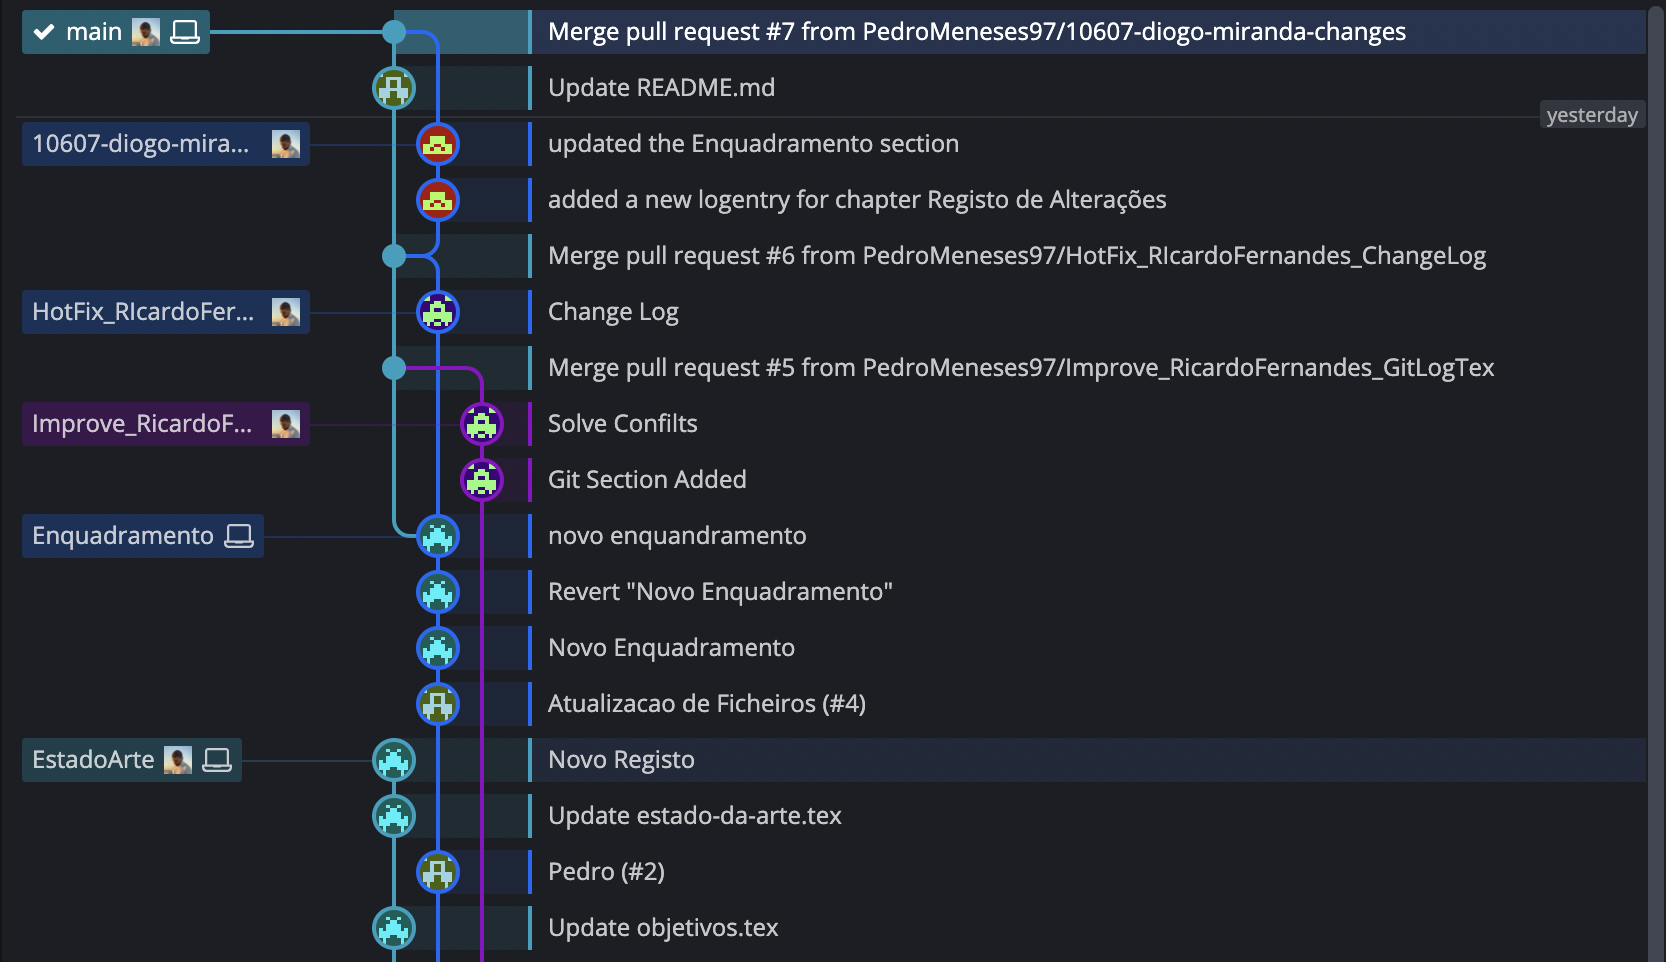 main
Merge pull request #7 from PedroMeneses97/10607-diogo-miranda-changes
Update README.md
yesterday
10607-diogo-mira...
updated the Enquadramento section
added a new logentry for chapter Registo de Alterações
Merge pull request #6 from PedroMeneses97/HotFix_RIcardoFernandes_ChangeLog
HotFix_RIcardoFer...
Change Log
Merge pull request #5 from PedroMeneses97/Improve_RicardoFernandes_GitLogTex
Improve_RicardoF...
Solve Confilts
Git Section Added
Enquadramento
novo enquandramento
Revert "Novo Enquadramento"
Novo Enquadramento
Atualizacao de Ficheiros (#4)
EstadoArte
Novo Registo
Update estado-da-arte.tex
Pedro (#2)
Update objetivos.tex